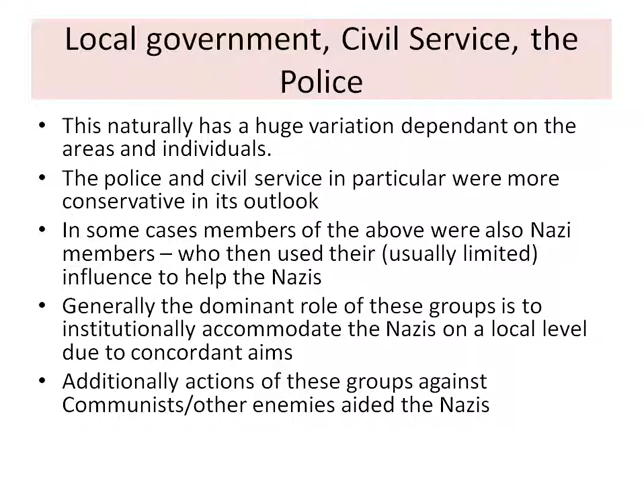 Local government, Civil Service, the
Police
• This naturally has a huge variation dependant on the
areas and individuals.
• The police and civil service in particular were more
conservative in its outlook
• In some cases members of the above were also Nazi
members – who then used their (usually limited)
influence to help the Nazis
• Generally the dominant role of these groups is to
institutionally accommodate the Nazis on a local level
due to concordant aims
• Additionally actions of these groups against
Communists/other enemies aided the Nazis